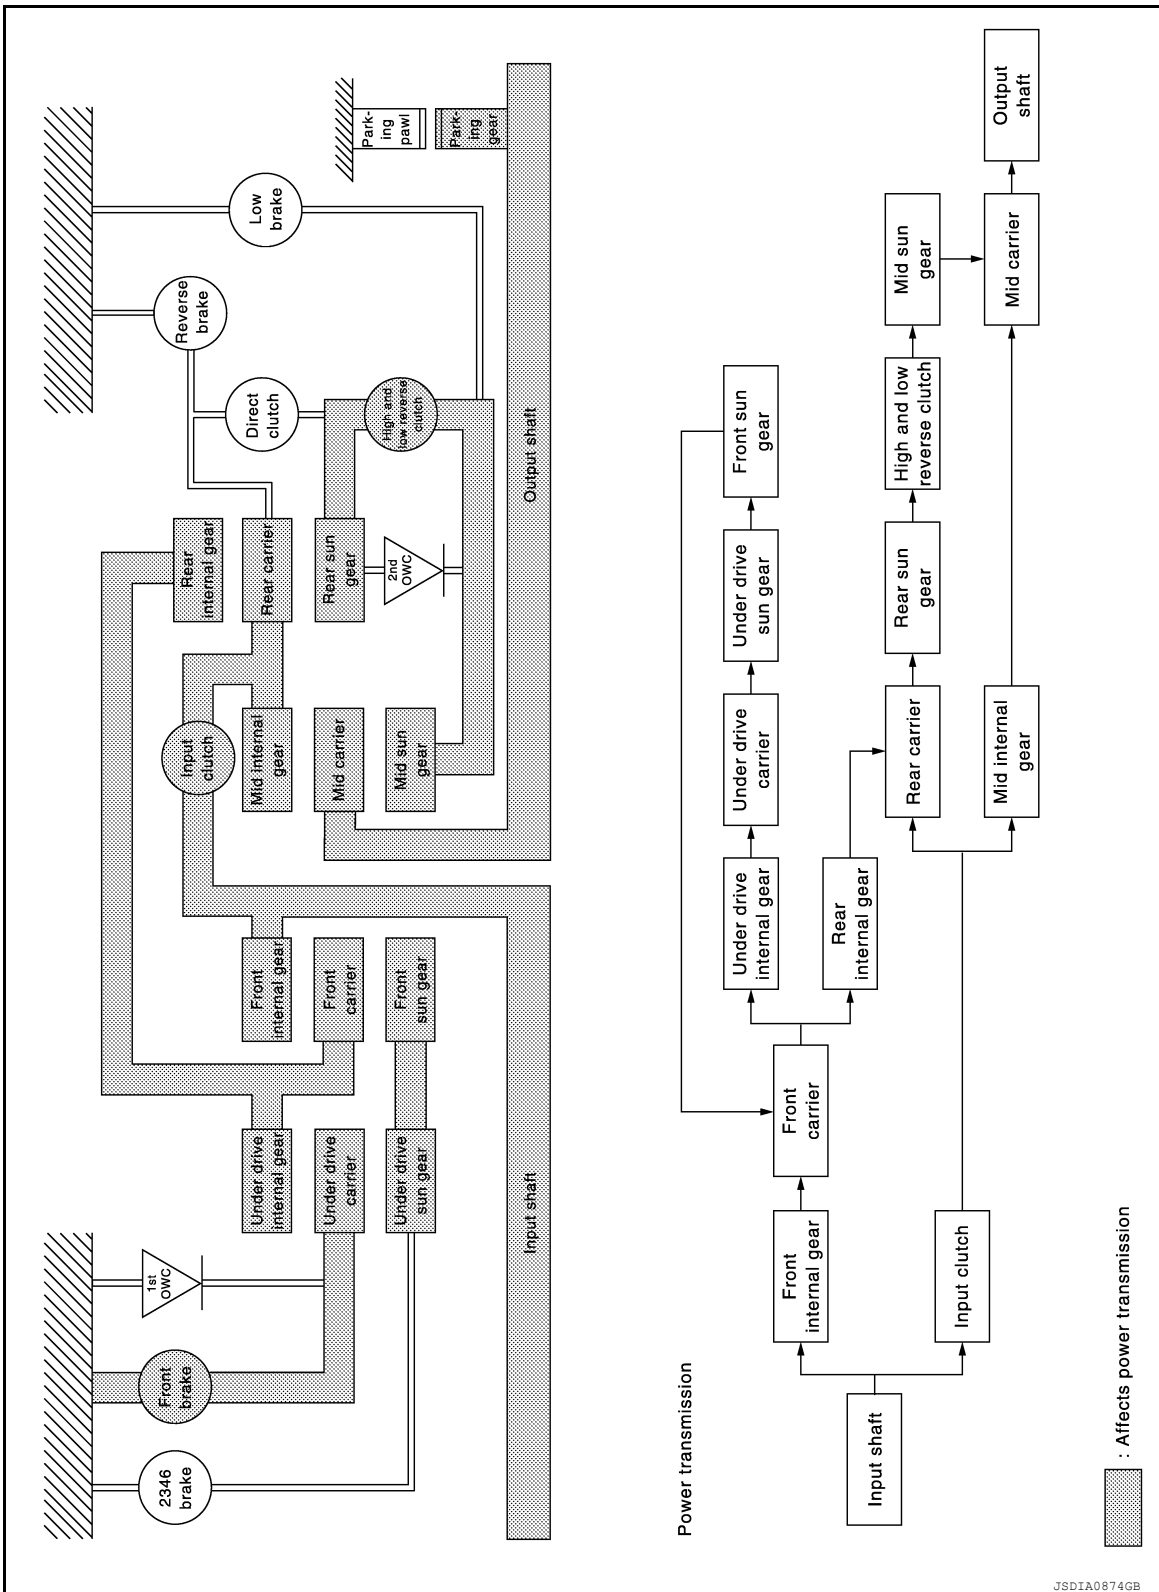 2346
brake
Front
brake
1st
OWC
Under drive
internal gear
Under drive
carrier
Under drive
sun gear
Front
internal gear
Front
carrier
Front
sun gear
Input shaft
Input
clutch
Mid internal
gear
Mid carrier
Mid sun
gear
Rear
internal gear
Rear carrier
Rear sun
gear
2nd
OWC
Direct
clutch
Reverse
brake
High and
low reverse
clutch
Low
brake
Output shaft
Park-
ing
pawl
Park-
ing
gear
Power transmission
Input shaft
Front
internal gear
Input clutch
Front
carrier
Under drive
internal gear
Rear
internal gear
Under drive
carrier
Rear carrier
Mid internal
gear
Under drive
sun gear
Rear sun
gear
Front sun
gear
High and low
reverse clutch
Mid sun
gear
Mid carrier
Output
shaft
: Affects power transmission
JSDIA0874GB